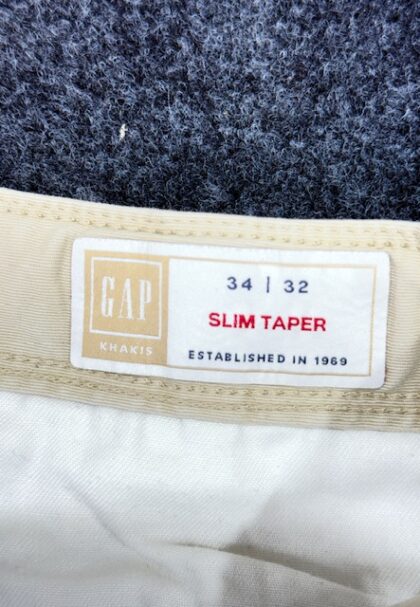 GAP
KHAKIS
34 | 32
SLIM TAPER
ESTABLISHED IN 1969